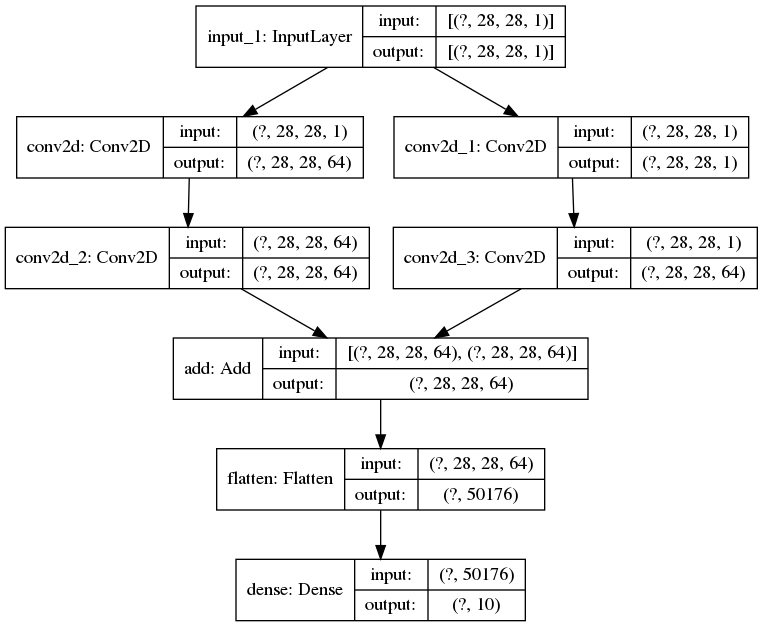 input_1: InputLayer
input:
[(?, 28, 28, 1)]
output:
[(?, 28, 28, 1)]
conv2d: Conv2D
input:
(?, 28, 28, 1)
output:
(?, 28, 28, 64)
conv2d_1: Conv2D
input:
(?, 28, 28, 1)
output:
(?, 28, 28, 1)
conv2d_2: Conv2D
input:
(?, 28, 28, 64)
output:
(?, 28, 28, 64)
conv2d_3: Conv2D
input:
(?, 28, 28, 1)
output:
(?, 28, 28, 64)
add: Add
input:
[(?, 28, 28, 64), (?, 28, 28, 64)]
output:
(?, 28, 28, 64)
flatten: Flatten
input:
(?, 28, 28, 64)
output:
(?, 50176)
dense: Dense
input:
(?, 50176)
output:
(?, 10)